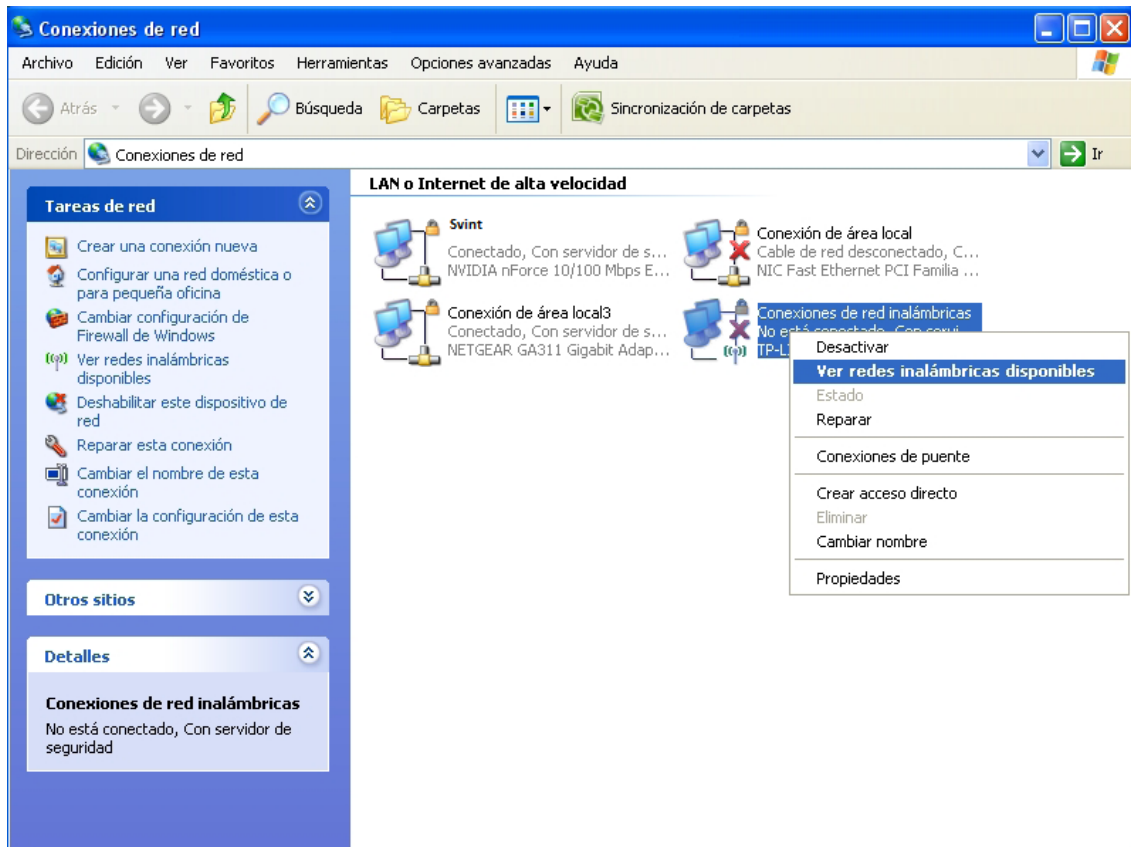 Conexiones de red
Archivo Edición Ver Favoritos Herramientas Opciones avanzadas Ayuda
Atrás Búsqueda Carpetas Sincronización de carpetas
Dirección Conexiones de red Ir
Tareas de red
Crear una conexión nueva
Configurar una red doméstica o
para pequeña oficina
Cambiar configuración de
Firewall de Windows
Ver redes inalámbricas
disponibles
Deshabilitar este dispositivo de
red
Reparar esta conexión
Cambiar el nombre de esta
conexión
Cambiar la configuración de esta
conexión
Otros sitios
Detalles
Conexiones de red inalámbricas
No está conectado, Con servidor de
seguridad
LAN o Internet de alta velocidad
Svint
Conectado, Con servidor de s...
NVIDIA nForce 10/100 Mbps E...
Conexión de área local
Cable de red desconectado, C...
NIC Fast Ethernet PCI Familia ...
Conexión de área local3
Conectado, Con servidor de s...
NETGEAR GA311 Gigabit Adap...
Conexiones de red inalámbricas
No está conectado, Con servi...
Desactivar
Ver redes inalámbricas disponibles
Estado
Reparar
Conexiones de puente
Crear acceso directo
Eliminar
Cambiar nombre
Propiedades